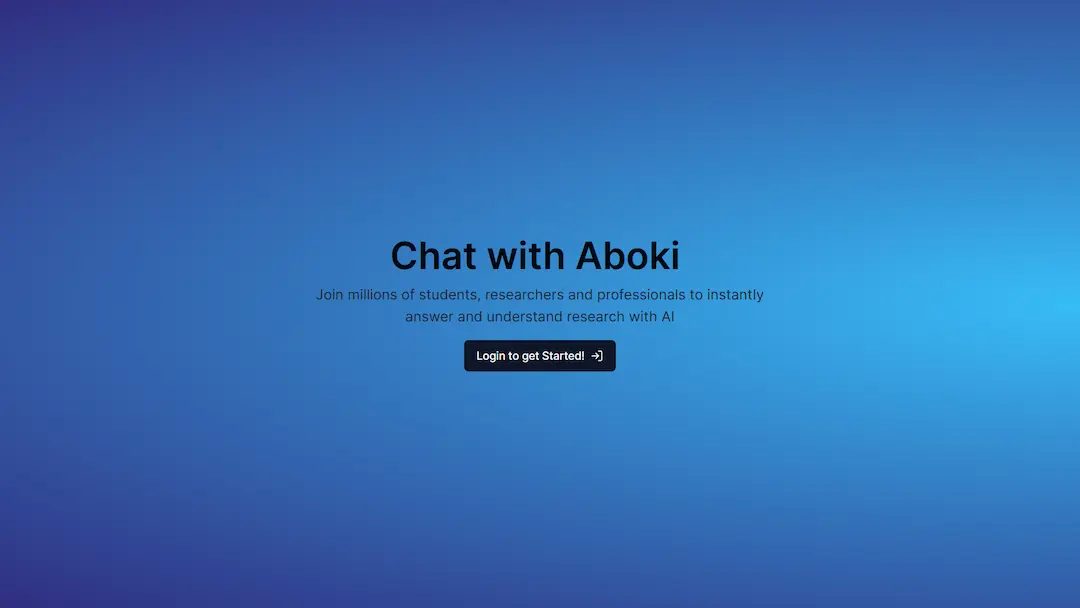 Chat with Aboki
Join millions of students, researchers and professionals to instantly
answer and understand research with AI
Login to get Started!